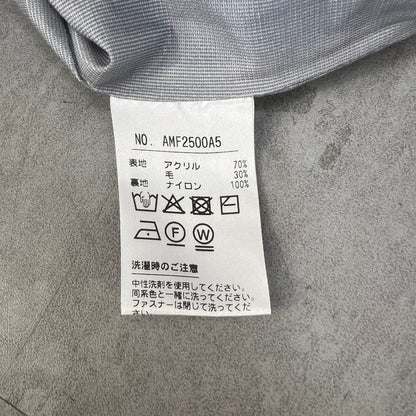 NO. AMF2500A5
表地 アクリル 70%
毛 30%
裏地 ナイロン 100%
F W
洗濯時のご注意
中性洗剤を使用してください。
同系色と一緒に洗ってください。
ファスナーは閉じて洗ってくだ
さい。